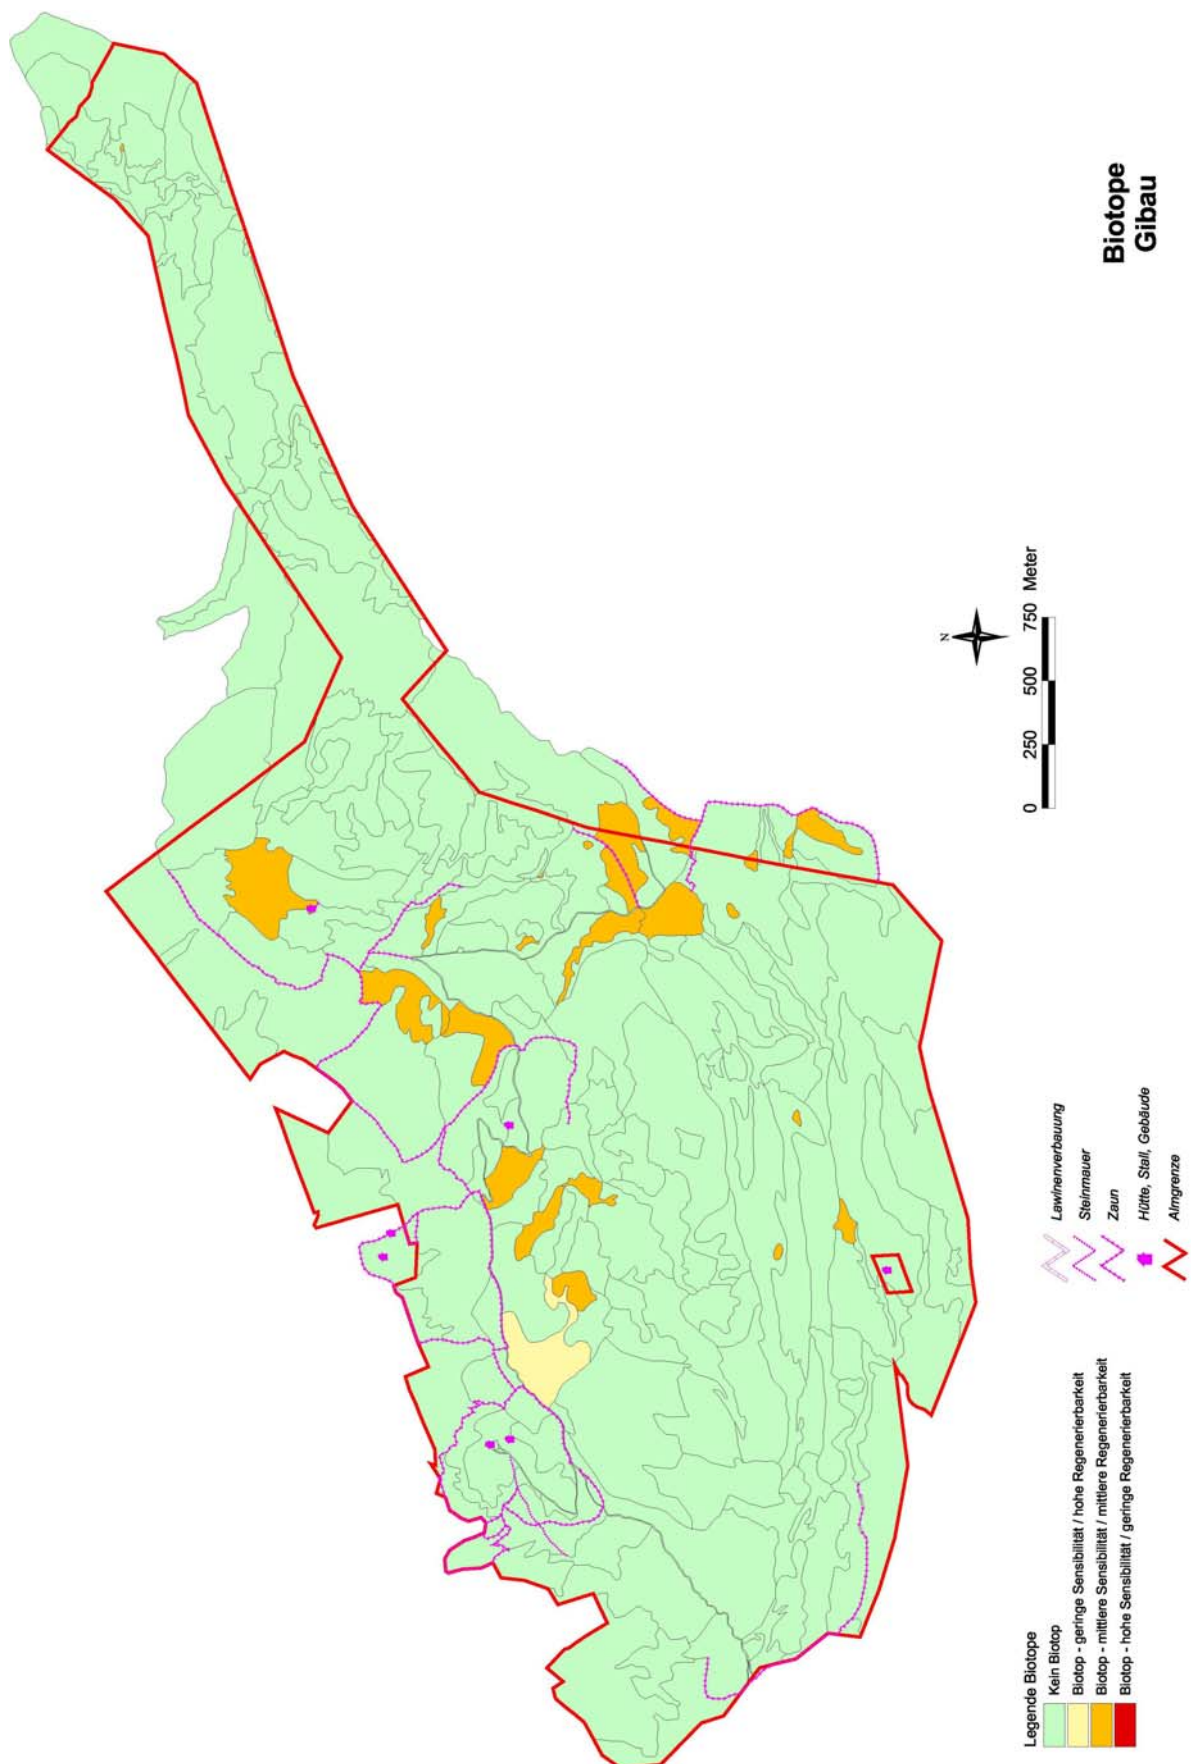 Biotope
Gibau
N
0 250 500 750 Meter
Legende Biotope
Kein Biotop
Biotop - geringe Sensibilität / hohe Regenerierbarkeit
Biotop - mittlere Sensibilität / mittlere Regenerierbarkeit
Biotop - hohe Sensibilität / geringe Regenerierbarkeit
Lawinenverbauung
Steinmauer
Zaun
Hütte, Stall, Gebäude
Almgrenze